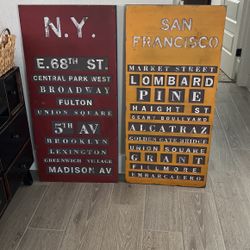 N.Y.
E.68TH ST.
CENTRAL PARK WEST
BROADWAY
FULTON
UNION SQUARE
5TH AV
BROOKLYN
LEXINGTON
GREENWICH VILLAGE
MADISON AV
SAN
FRANCISCO
MARKET STREET
LOMBARD
PINE
HAIGHT ST
GEARY BOULEVARD
ALCATRAZ
GOLDEN GATE BRIDGE
UNION SQUARE
GRANT
FILLMORE
EMBARCADERO